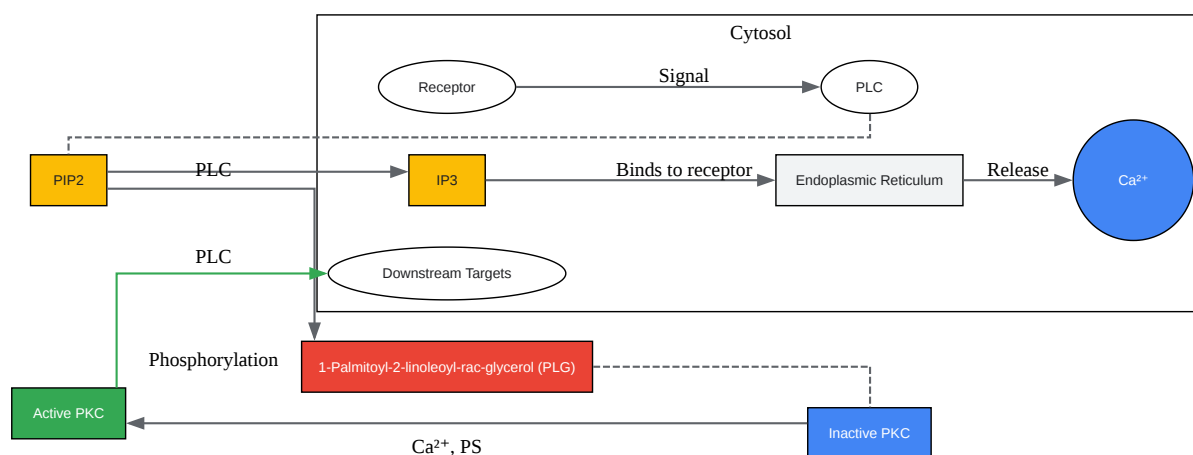 Cytosol
Receptor
Signal
PLC
PIP2
PLC
IP3
Binds to receptor
Endoplasmic Reticulum
Release
Ca²⁺
PLC
Downstream Targets
Phosphorylation
1-Palmitoyl-2-linoleoyl-rac-glycerol (PLG)
Active PKC
Inactive PKC
Ca²⁺, PS